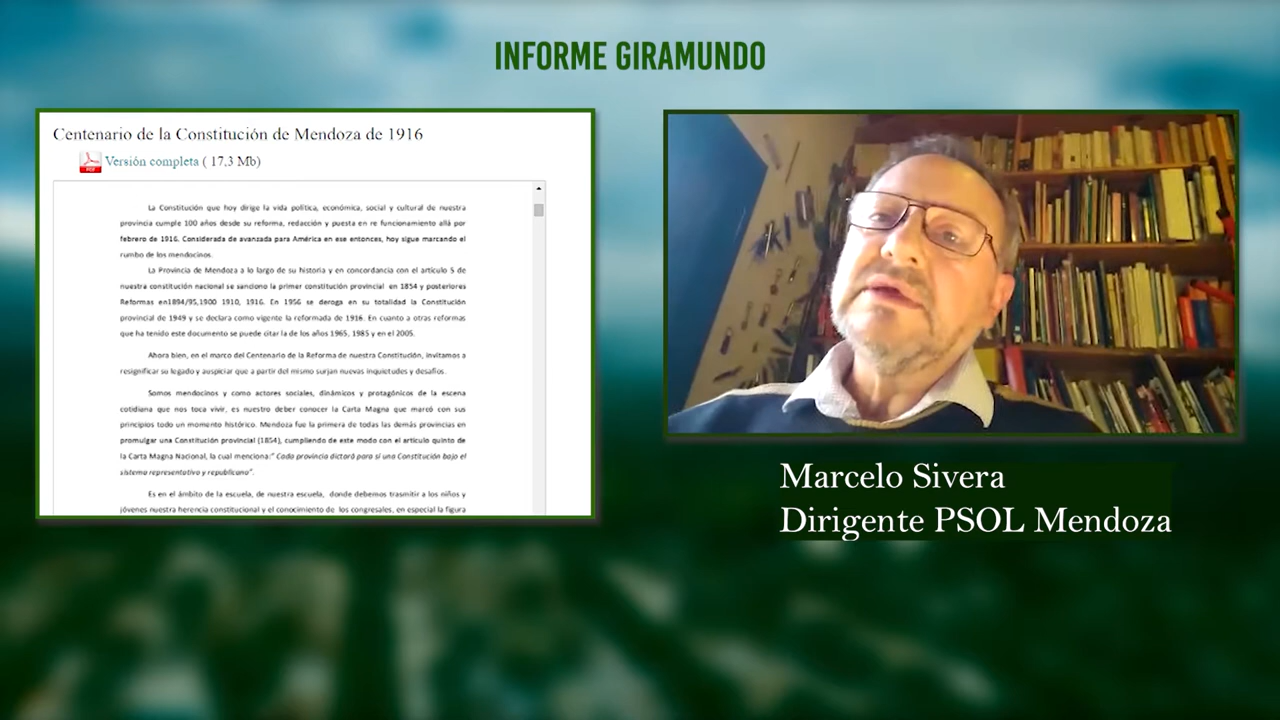 INFORME GIRAMUNDO
Centenario de la Constitución de Mendoza de 1916
PDF
Versión completa ( 17,3 Mb)
La Constitución que hoy dirige la vida política, económica, social y cultural de nuestra
provincia cumple 100 años desde su reforma, redacción y puesta en re funcionamiento allá por
febrero de 1916. Considerada de avanzada para América en ese entonces, hoy sigue marcando el
rumbo de los mendocinos.
La Provincia de Mendoza a lo largo de su historia y en concordancia con el artículo 5 de
nuestra constitución nacional se sanciono la primer constitución provincial en 1854 y posteriores
Reformas en1894/95,1900 1910, 1916. En 1956 se deroga en su totalidad la Constitución
provincial de 1949 y se declara como vigente la reformada de 1916. En cuanto a otras reformas
que ha tenido este documento se puede citar la de los años 1965, 1985 y en el 2005.
Ahora bien, en el marco del Centenario de la Reforma de nuestra Constitución, invitamos a
resignificar su legado y auspiciar que a partir del mismo surjan nuevas inquietudes y desafíos.
Somos mendocinos y como actores sociales, dinámicos y protagónicos de la escena
cotidiana que nos toca vivir, es nuestro deber conocer la Carta Magna que marcó con sus
principios todo un momento histórico. Mendoza fue la primera de todas las demás provincias en
promulgar una Constitución provincial (1854), cumpliendo de este modo con el artículo quinto de
la Carta Magna Nacional, la cual menciona:" Cada provincia dictará para sí una Constitución bajo el
sistema representativo y republicano".
Es en el ámbito de la escuela, de nuestra escuela, donde debemos trasmitir a los niños y
jóvenes nuestra herencia constitucional y el conocimiento de los congresales, en especial la figura
Marcelo Sivera
Dirigente PSOL Mendoza